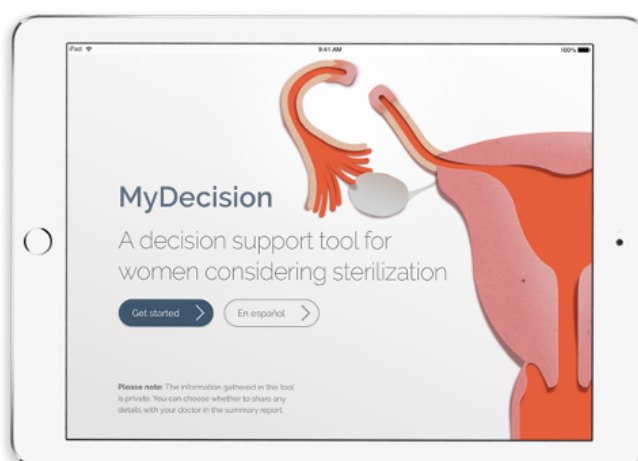 iPad 9:41 AM 100%
MyDecision
A decision support tool for
women considering sterilization
Get started En español
Please note: The information gathered in this tool
is private. You can choose whether to share any
details with your doctor in the summary report.